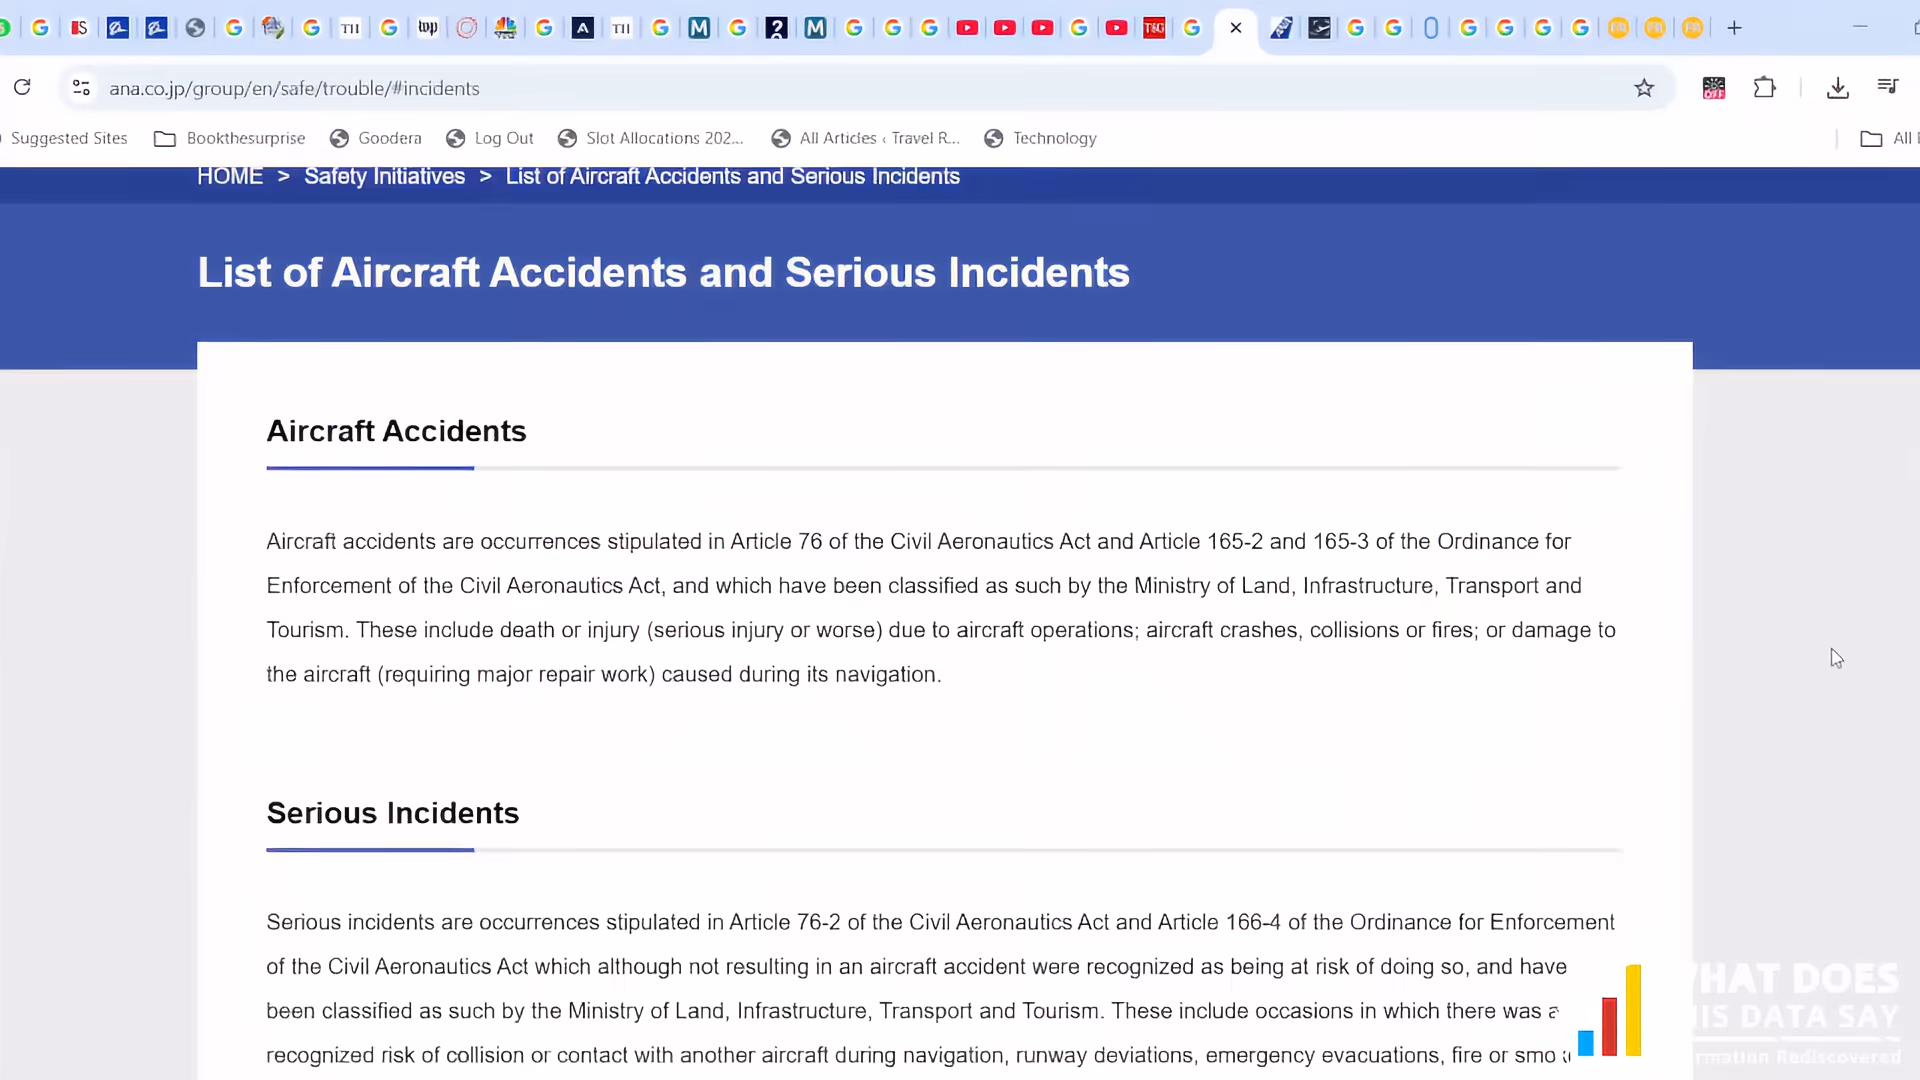 ana.co.jp/group/en/safe/trouble/#incidents
Suggested Sites Bookthesurprise Goodera Log Out Slot Allocations 202... All Articles ‹ Travel R... Technology All
HOME > Safety Initiatives > List of Aircraft Accidents and Serious Incidents
List of Aircraft Accidents and Serious Incidents
Aircraft Accidents
Aircraft accidents are occurrences stipulated in Article 76 of the Civil Aeronautics Act and Article 165-2 and 165-3 of the Ordinance for
Enforcement of the Civil Aeronautics Act, and which have been classified as such by the Ministry of Land, Infrastructure, Transport and
Tourism. These include death or injury (serious injury or worse) due to aircraft operations; aircraft crashes, collisions or fires; or damage to
the aircraft (requiring major repair work) caused during its navigation.
Serious Incidents
Serious incidents are occurrences stipulated in Article 76-2 of the Civil Aeronautics Act and Article 166-4 of the Ordinance for Enforcement
of the Civil Aeronautics Act which although not resulting in an aircraft accident were recognized as being at risk of doing so, and have
been classified as such by the Ministry of Land, Infrastructure, Transport and Tourism. These include occasions in which there was a
recognized risk of collision or contact with another aircraft during navigation, runway deviations, emergency evacuations, fire or smo
WHAT DOES
THIS DATA SAY
Information Rediscovered